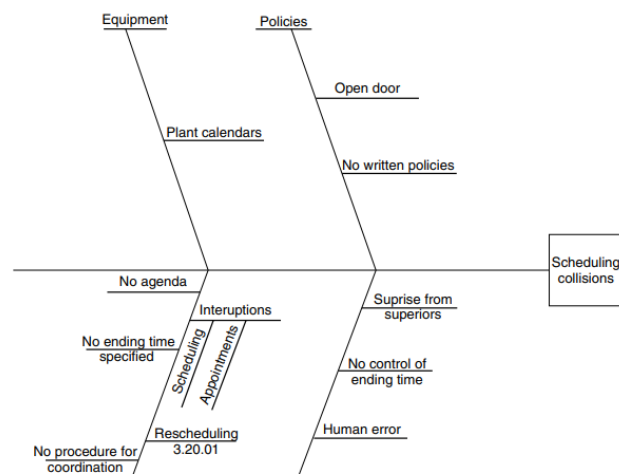 Equipment
Policies
Open door
Plant calendars
No written policies
Scheduling
collisions
No agenda
Interuptions
Suprise from
superiors
No ending time
specified
Scheduling
Appointments
No control of
ending time
Rescheduling
3.20.01
Human error
No procedure for
coordination